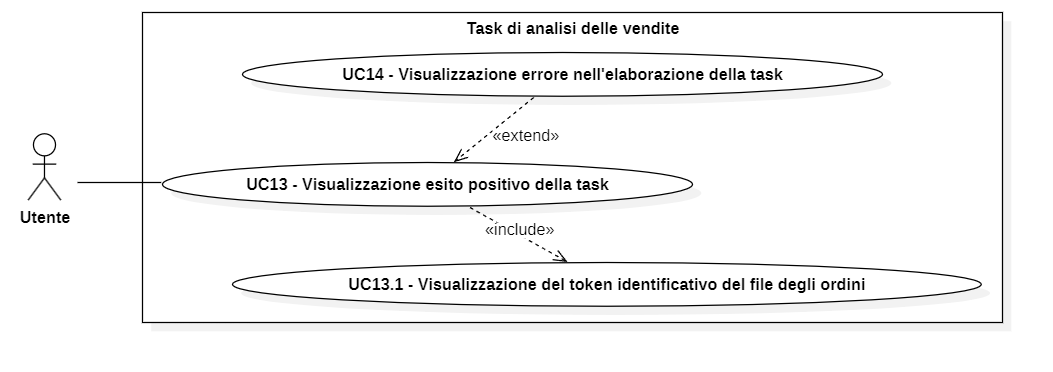 Task di analisi delle vendite
UC14 - Visualizzazione errore nell'elaborazione della task
«extend»
UC13 - Visualizzazione esito positivo della task
Utente
«include»
UC13.1 - Visualizzazione del token identificativo del file degli ordini